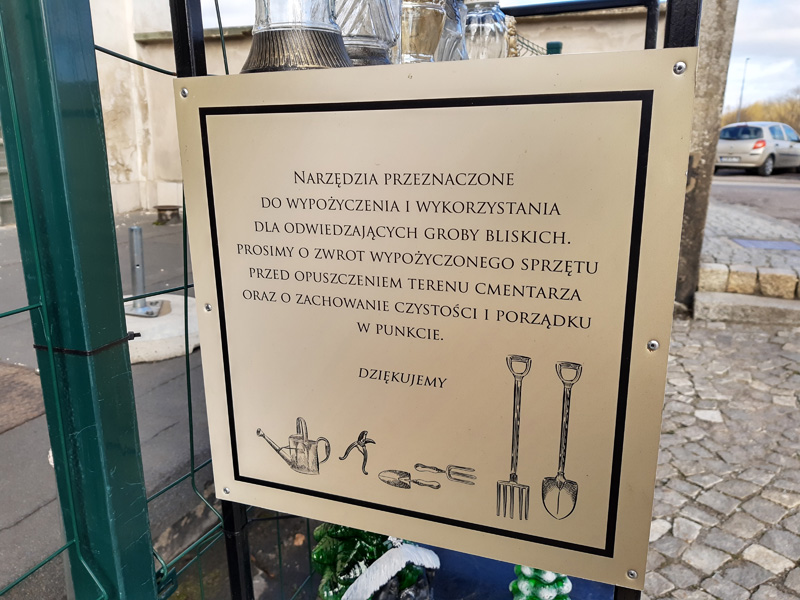 NARZĘDZIA PRZEZNACZONE
DO WYPOŻYCZENIA I WYKORZYSTANIA
DLA ODWIEDZAJĄCYCH GROBY BLISKICH.
PROSIMY O ZWROT WYPOŻYCZONEGO SPRZĘTU
PRZED OPUSZCZENIEM TERENU CMENTARZA
ORAZ O ZACHOWANIE CZYSTOŚCI I PORZĄDKU
W PUNKCIE.
DZIĘKUJEMY